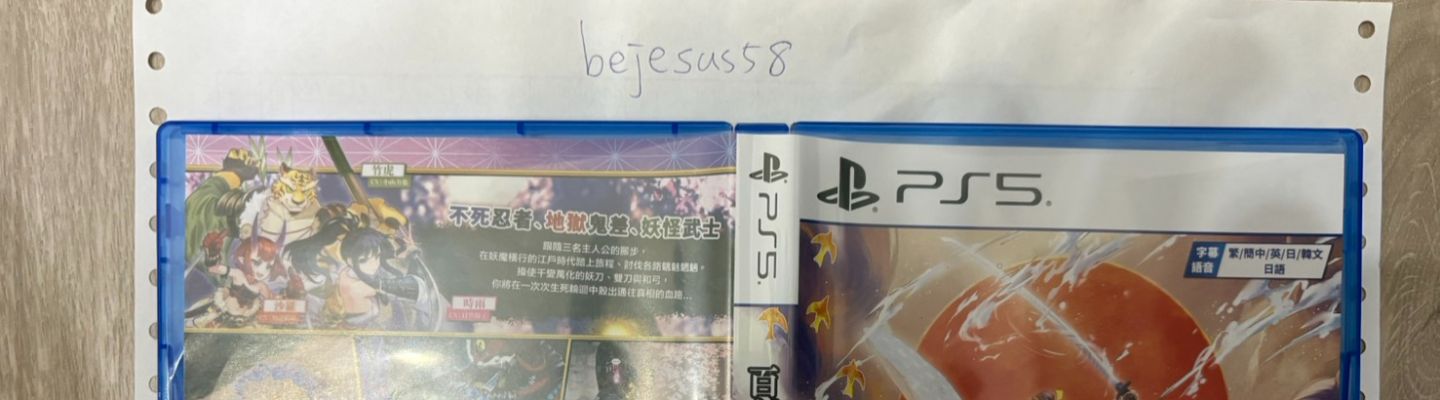 bejesus58
竹虎
不死忍者、地獄鬼差、妖怪武士
跟隨三名主人公的腳步，
在妖魔橫行的江戶時代踏上旅程、討伐各路魑魅魍魎。
操使千變萬化的妖刀、雙刀與和弓，
你將在一次次生死輪迴中殺出通往真相的血路…
時雨
PS5
PS5
字幕 繁/簡中/英/日/韓文
語音 日語